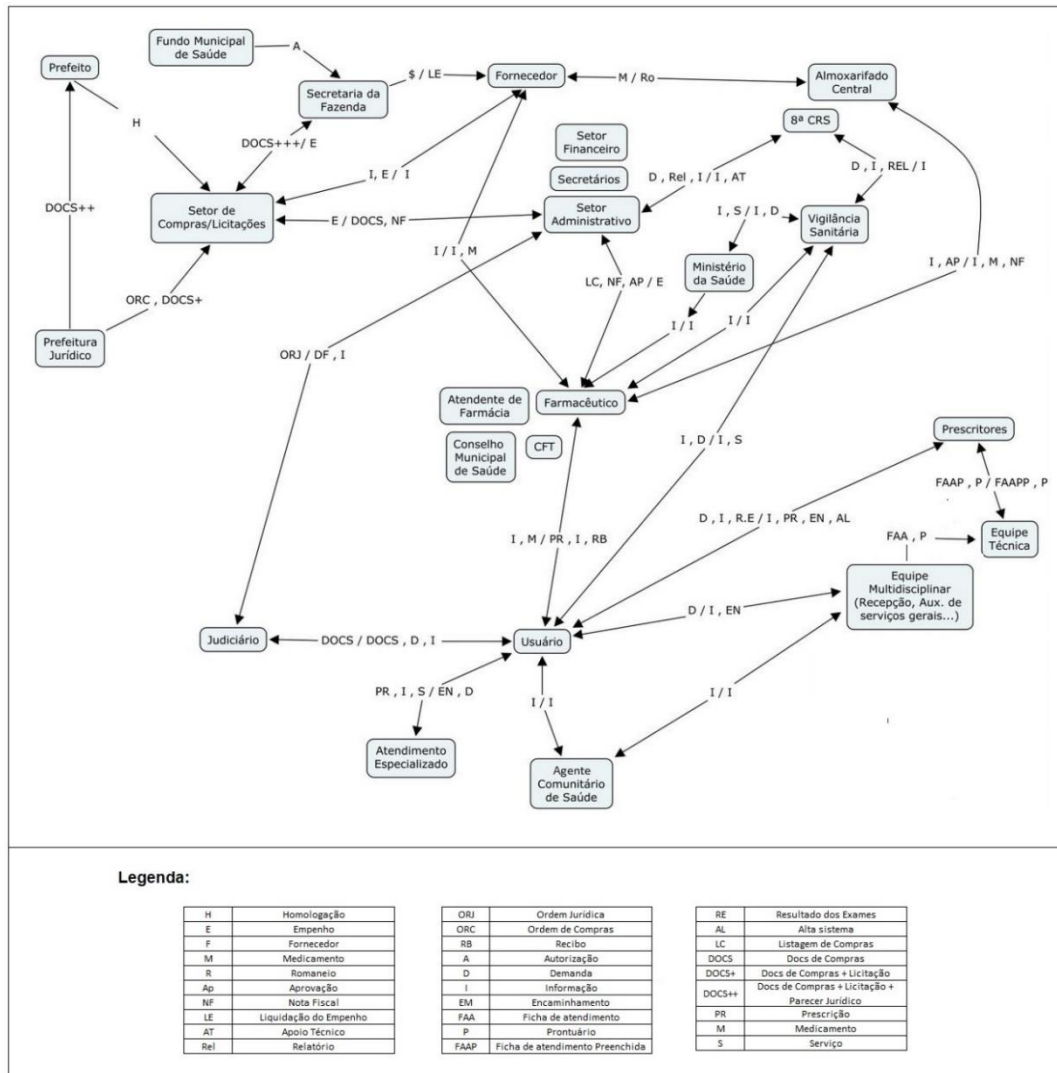 Fundo Municipal
de Saúde
A
Prefeito
Secretaria da
Fazenda
$ / LE
Fornecedor
M / Ro
Almoxarifado
Central
H
DOCS+++/ E
Setor
Financeiro
8ª CRS
I, E / I
Secretários
D , Rel , I / I , AT
D , I , REL / I
DOCS++
Setor de
Compras/Licitações
E / DOCS, NF
Setor
Administrativo
I , S / I , D
Vigilância
Sanitária
I / I , M
Ministério
da Saúde
I , AP / I , M , NF
LC, NF, AP / E
ORC , DOCS+
Prefeitura
Jurídico
I / I
I / I
ORJ / DF , I
Atendente de
Farmácia
Farmacêutico
Conselho
Municipal
de Saúde
CFT
Prescritores
I , D / I , S
FAAP , P / FAAPP , P
D , I , R.E / I , PR , EN , AL
I , M / PR , I , RB
FAA , P
Equipe
Técnica
Equipe
Multidisciplinar
(Recepção, Aux. de
serviços gerais...)
D / I , EN
Judiciário
DOCS / DOCS , D , I
Usuário
PR , I , S / EN , D
I / I
I / I
Atendimento
Especializado
Agente
Comunitário
de Saúde
Legenda:
H Homologação
E Empenho
F Fornecedor
M Medicamento
R Romaneio
Ap Aprovação
NF Nota Fiscal
LE Liquidação do Empenho
AT Apoio Técnico
Rel Relatório
ORJ Ordem Jurídica
ORC Ordem de Compras
RB Recibo
A Autorização
D Demanda
I Informação
EM Encaminhamento
FAA Ficha de atendimento
P Prontuário
FAAP Ficha de atendimento Preenchida
RE Resultado dos Exames
AL Alta sistema
LC Listagem de Compras
DOCS Docs de Compras
DOCS+ Docs de Compras + Licitação
DOCS++ Docs de Compras + Licitação +
Parecer Jurídico
PR Prescrição
M Medicamento
S Serviço